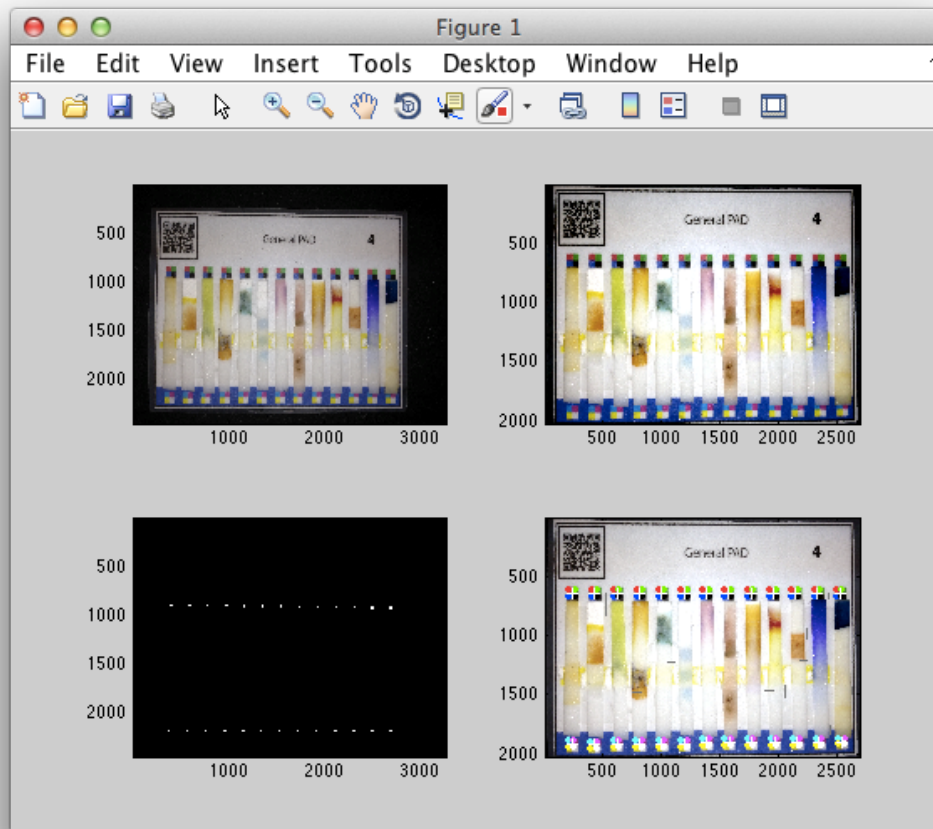 Figure 1
File Edit View Insert Tools Desktop Window Help
General PAD 4
500
1000
1500
2000
1000 2000 3000
General PAD 4
500
1000
1500
2000
500 1000 1500 2000 2500
500
1000
1500
2000
1000 2000 3000
General PAD 4
500
1000
1500
2000
500 1000 1500 2000 2500